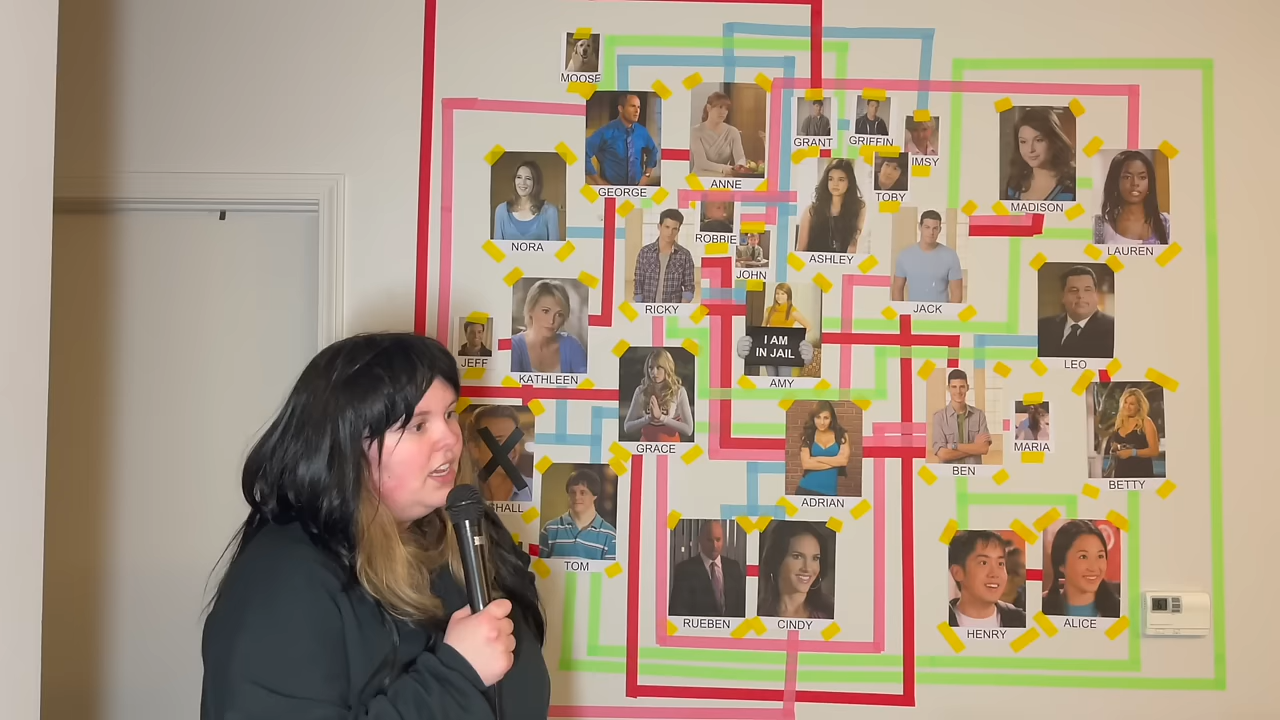 MOOSE
GEORGE
ANNE
GRANT
GRIFFIN
IMSY
TOBY
MADISON
LAUREN
NORA
ROBBIE
ASHLEY
JOHN
RICKY
JACK
I AM
IN JAIL
JEFF
KATHLEEN
AMY
LEO
GRACE
BEN
MARIA
BETTY
ADRIAN
SHALL
TOM
RUEBEN
CINDY
HENRY
ALICE